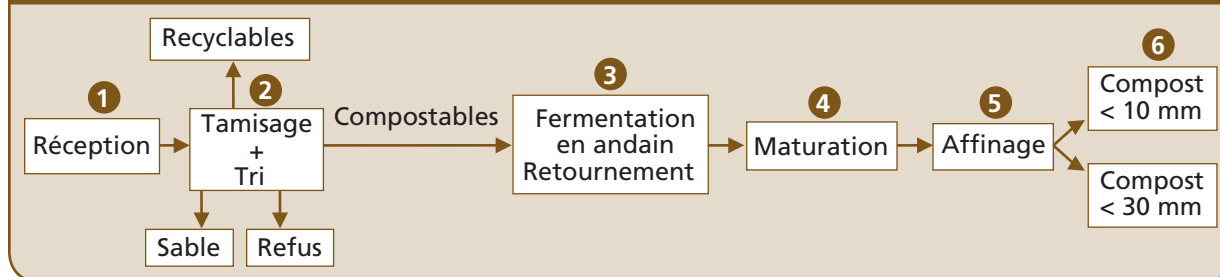 Recyclables
1
Réception
2
Tamisage
+
Tri
Sable
Refus
Compostables
3
Fermentation
en andain
Retournement
4
Maturation
5
Affinage
6
Compost
< 10 mm
Compost
< 30 mm